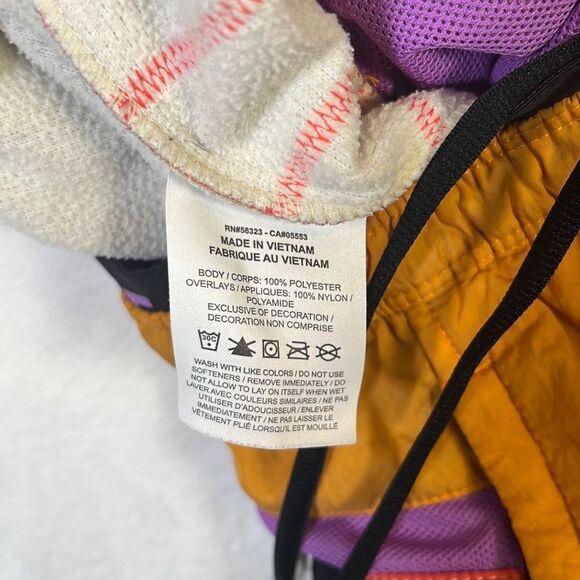 RN#56323 - CA#05553
MADE IN VIETNAM
FABRIQUE AU VIETNAM
BODY / CORPS: 100% POLYESTER
OVERLAYS / APPLIQUES: 100% NYLON /
POLYAMIDE
EXCLUSIVE OF DECORATION /
DECORATION NON COMPRISE
30C
WASH WITH LIKE COLORS / DO NOT USE
SOFTENERS / REMOVE IMMEDIATELY / DO
NOT ALLOW TO LAY ON ITSELF WHEN WET
LAVER AVEC COULEURS SIMILAIRES / NE PAS
UTILISER D'ADOUCISSEUR / ENLEVER
IMMEDIATEMENT / NE PAS LAISSER LE
VÊTEMENT PLIÉ LORSQU'IL EST MOUILLÉ